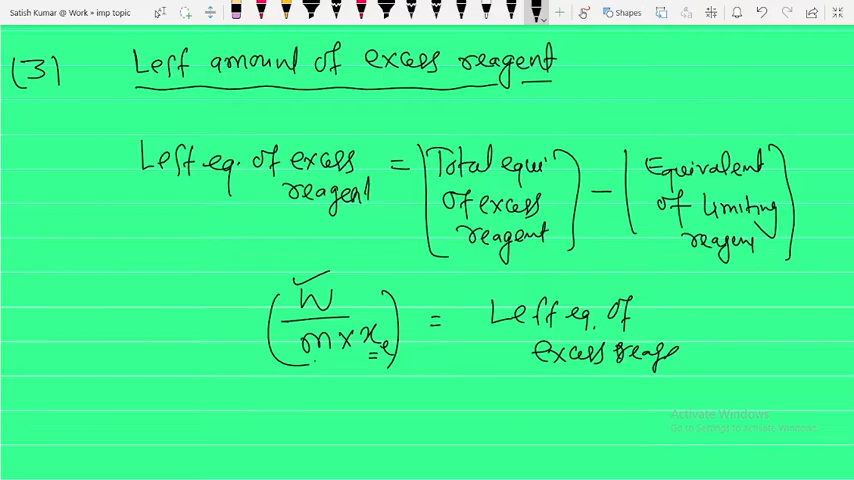 Satish Kumar @ Work » imp topic
Shapes
(3) Left amount of excess reagent
Left eq. of excess reagent = [Total equi. of excess reagent] − [Equivalent of Limiting reagent]
(W / m × x e) = Left eq. of excess reage
Activate Windows
Go to Settings to activate Windows.